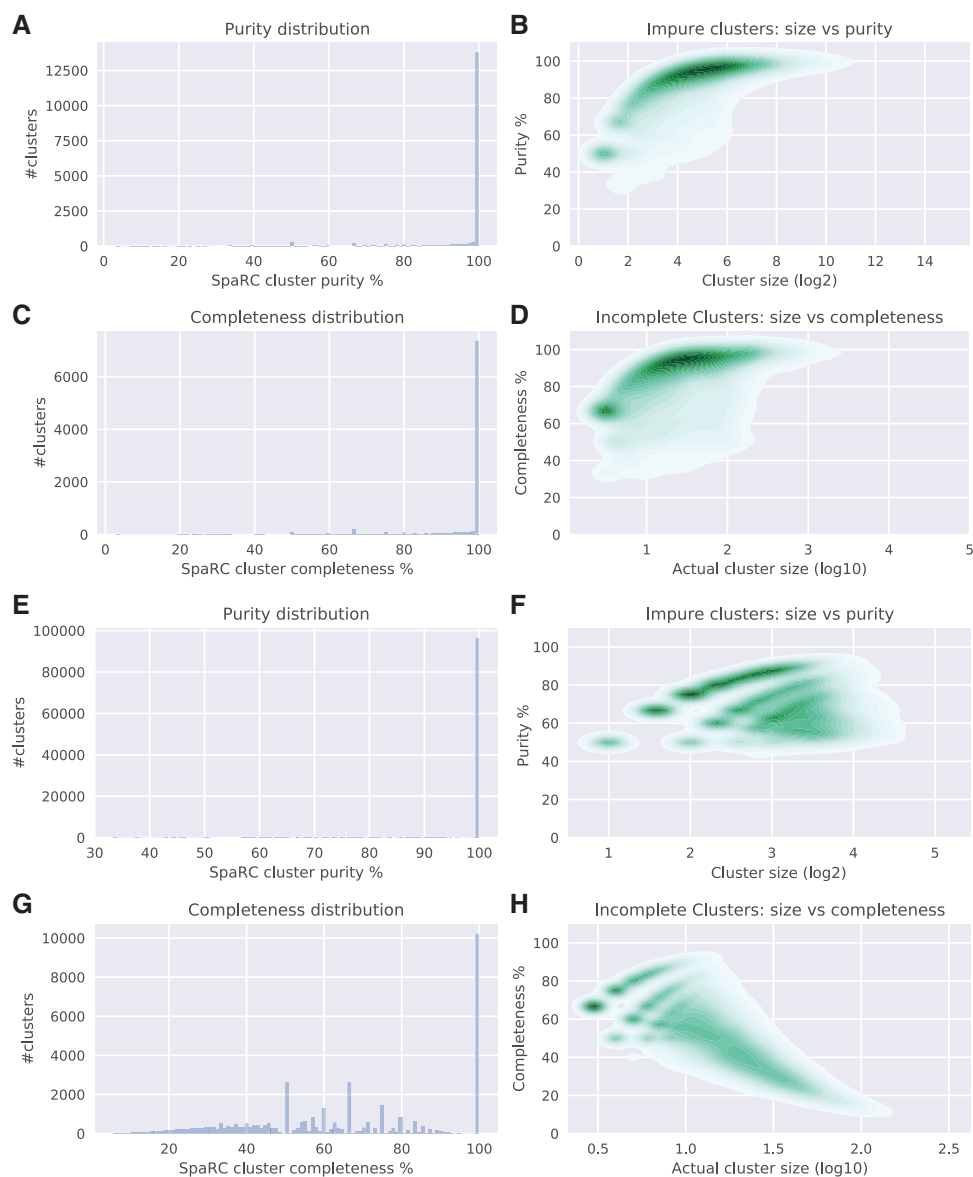 A
Purity distribution
12500
10000
7500
5000
2500
0
#clusters
0 20 40 60 80 100
SpaRC cluster purity %
B
Impure clusters: size vs purity
100
80
60
40
20
0
Purity %
0 2 4 6 8 10 12 14
Cluster size (log2)
C
Completeness distribution
6000
4000
2000
0
#clusters
0 20 40 60 80 100
SpaRC cluster completeness %
D
Incomplete Clusters: size vs completeness
100
80
60
40
20
0
Completeness %
1 2 3 4 5
Actual cluster size (log10)
E
Purity distribution
100000
80000
60000
40000
20000
0
#clusters
30 40 50 60 70 80 90 100
SpaRC cluster purity %
F
Impure clusters: size vs purity
100
80
60
40
20
0
Purity %
1 2 3 4 5
Cluster size (log2)
G
Completeness distribution
10000
8000
6000
4000
2000
0
#clusters
20 40 60 80 100
SpaRC cluster completeness %
H
Incomplete Clusters: size vs completeness
100
80
60
40
20
0
Completeness %
0.5 1.0 1.5 2.0 2.5
Actual cluster size (log10)